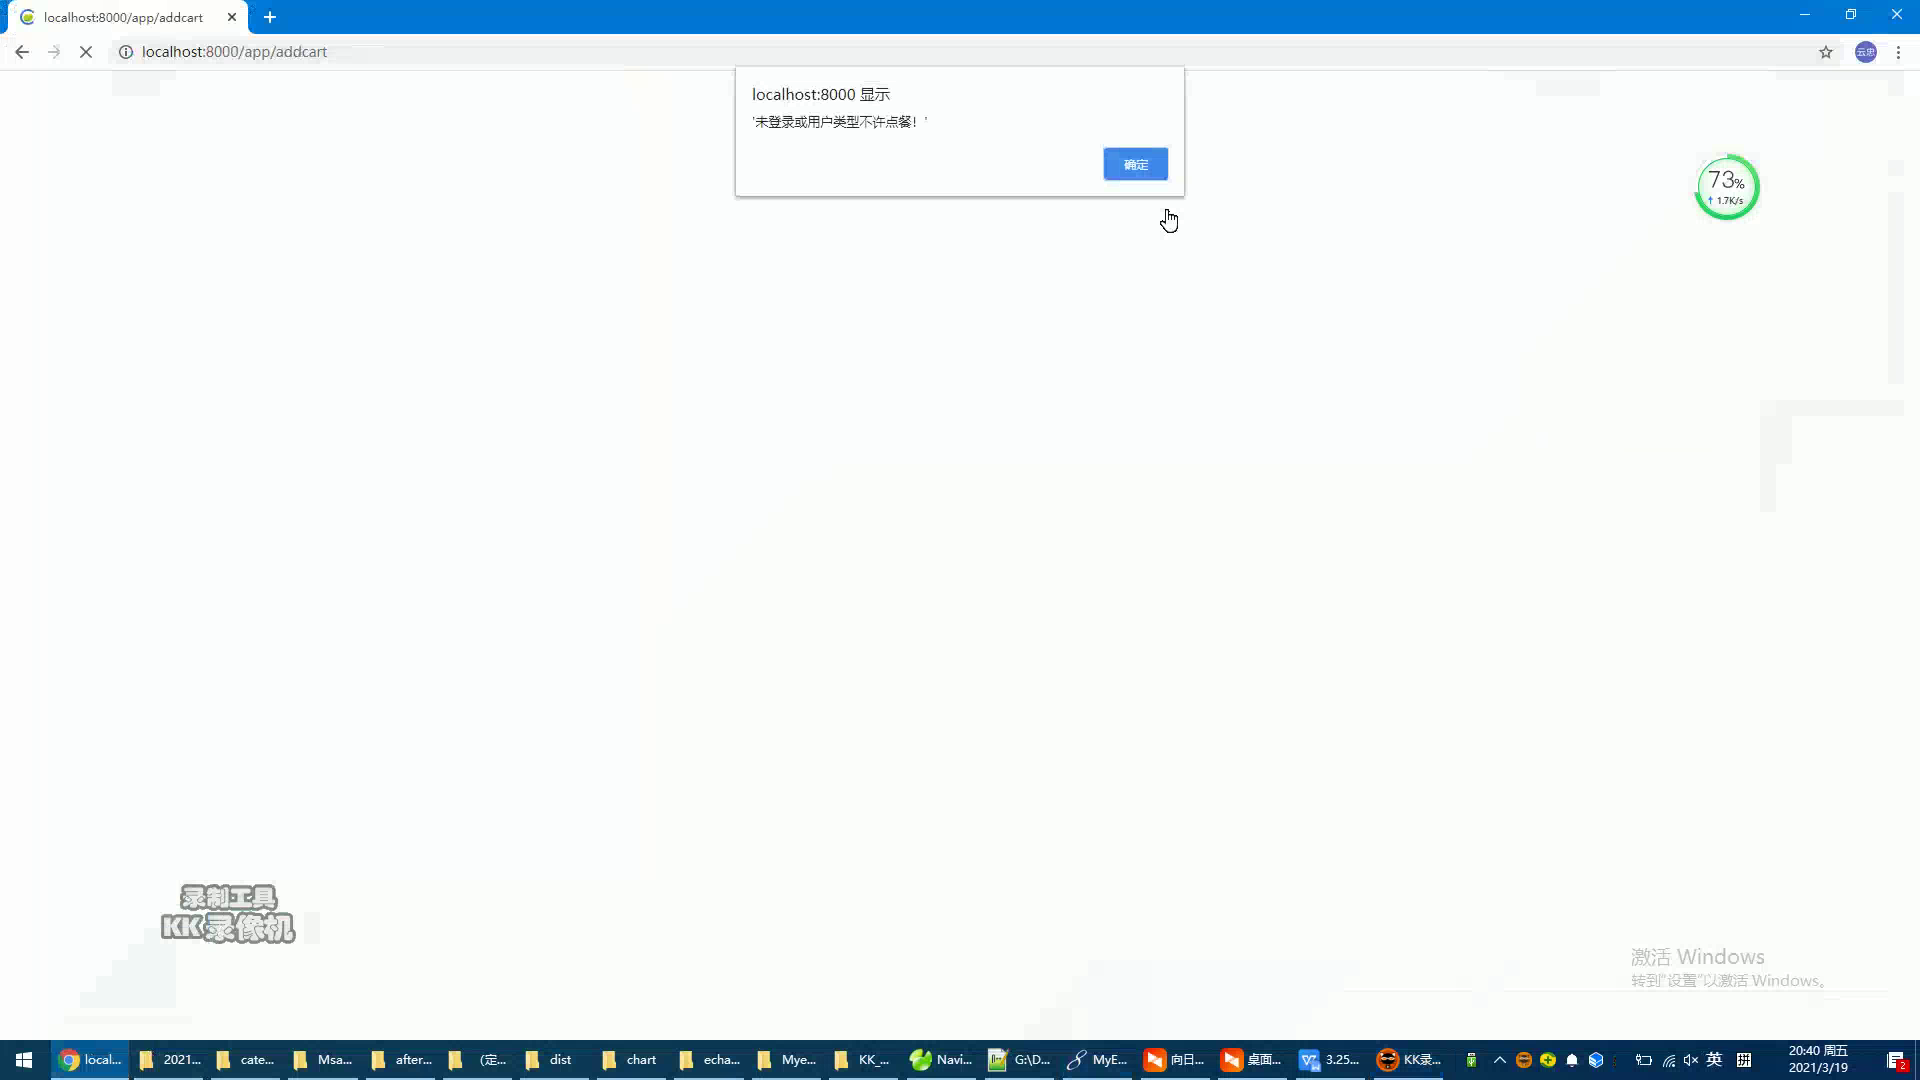 localhost:8000/app/addcart
localhost:8000/app/addcart
云忠
localhost:8000 显示
'未登录或用户类型不许点餐！'
确定
73%
↑ 1.7K/s
录制工具
KK录像机
激活 Windows
转到"设置"以激活 Windows。
local...
2021...
cate...
Msa...
after...
(定...
dist
chart
echa...
Mye...
KK_...
Navi...
G:\D...
MyE...
向日...
桌面...
3.25...
KK录...
英
拼
20:40 周五
2021/3/19
2